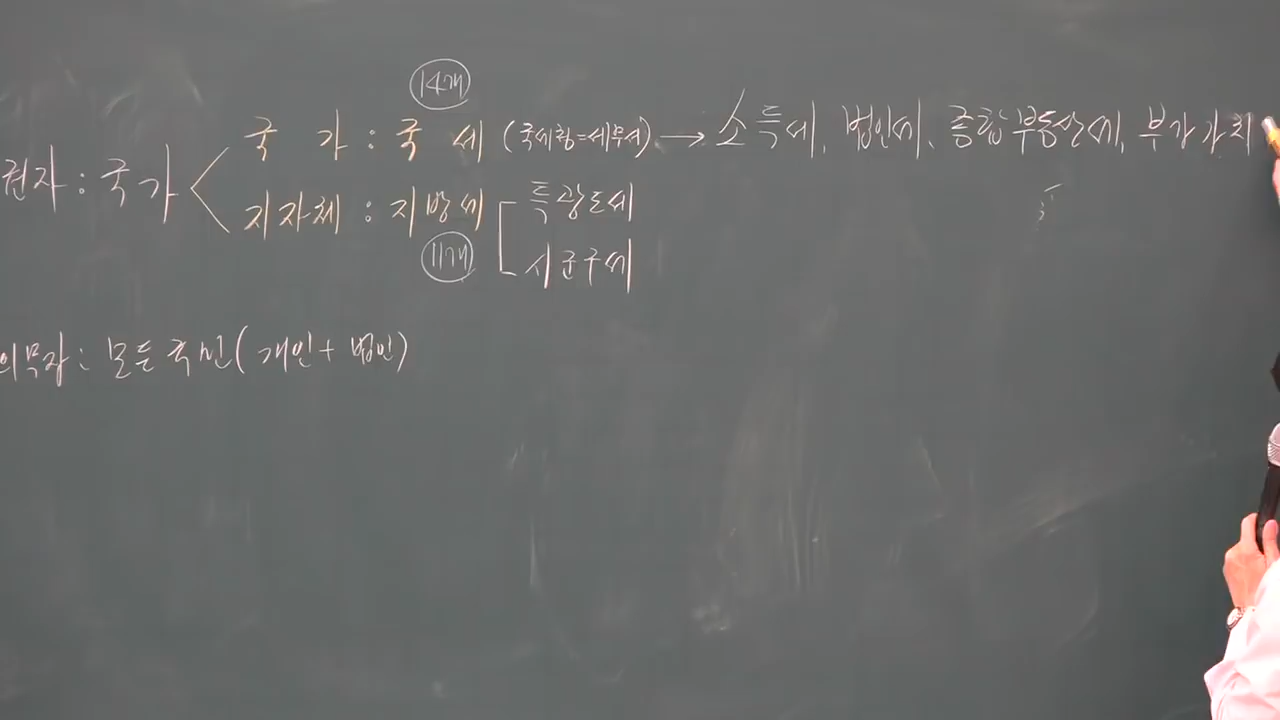 14개
국 가 : 국 세 (국세청=세무서) → 소득세, 법인세, 종합부동산세, 부가가치
권자 : 국가 <
지자체 : 지방세 [ 특광도세
11개 시군구세
의무자 : 모든 국민 (개인 + 법인)